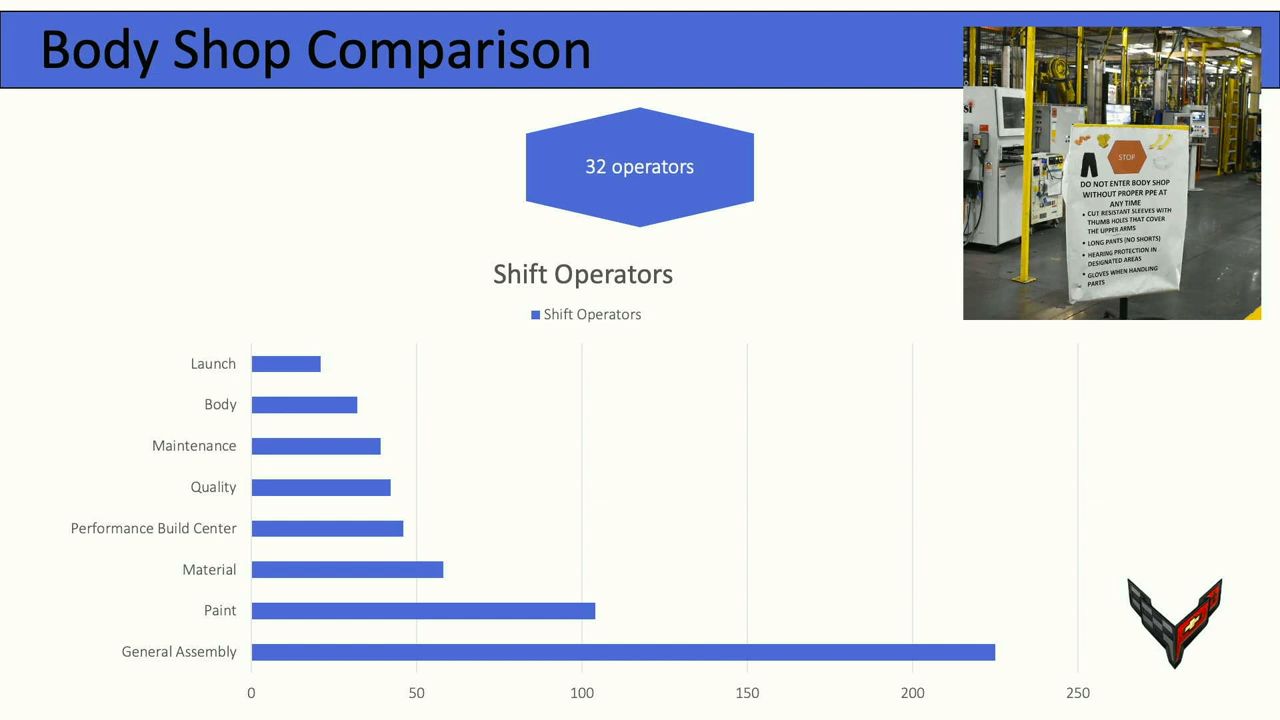 Body Shop Comparison
32 operators
STOP
DO NOT ENTER BODY SHOP
WITHOUT PROPER PPE AT
ANY TIME
• CUT RESISTANT SLEEVES WITH
THUMB HOLES THAT COVER
THE UPPER ARMS
• LONG PANTS (NO SHORTS)
• HEARING PROTECTION IN
DESIGNATED AREAS
• GLOVES WHEN HANDLING
PARTS
Shift Operators
Shift Operators
Launch
Body
Maintenance
Quality
Performance Build Center
Material
Paint
General Assembly
0 50 100 150 200 250